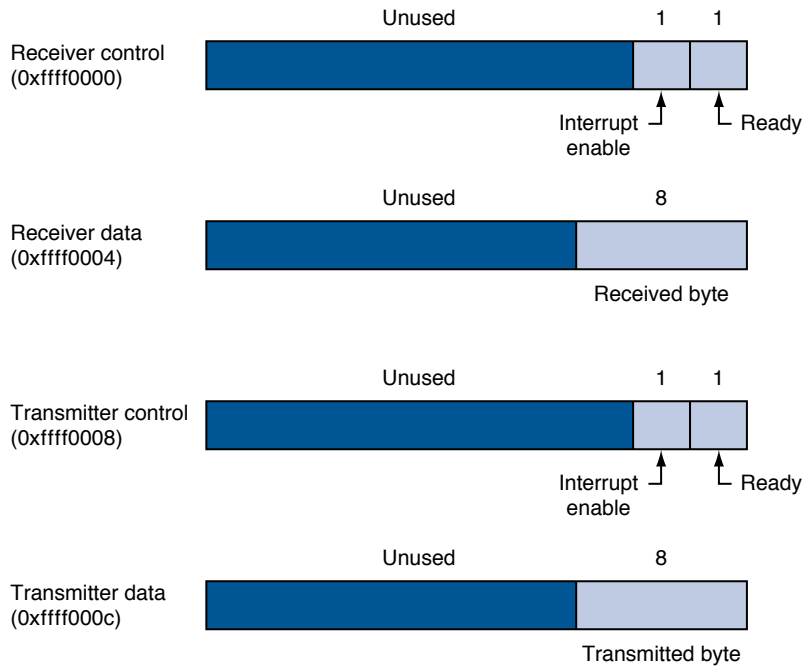 Unused 1 1
Receiver control
(0xffff0000)
Interrupt
enable
Ready
Unused 8
Receiver data
(0xffff0004)
Received byte
Unused 1 1
Transmitter control
(0xffff0008)
Interrupt
enable
Ready
Unused 8
Transmitter data
(0xffff000c)
Transmitted byte